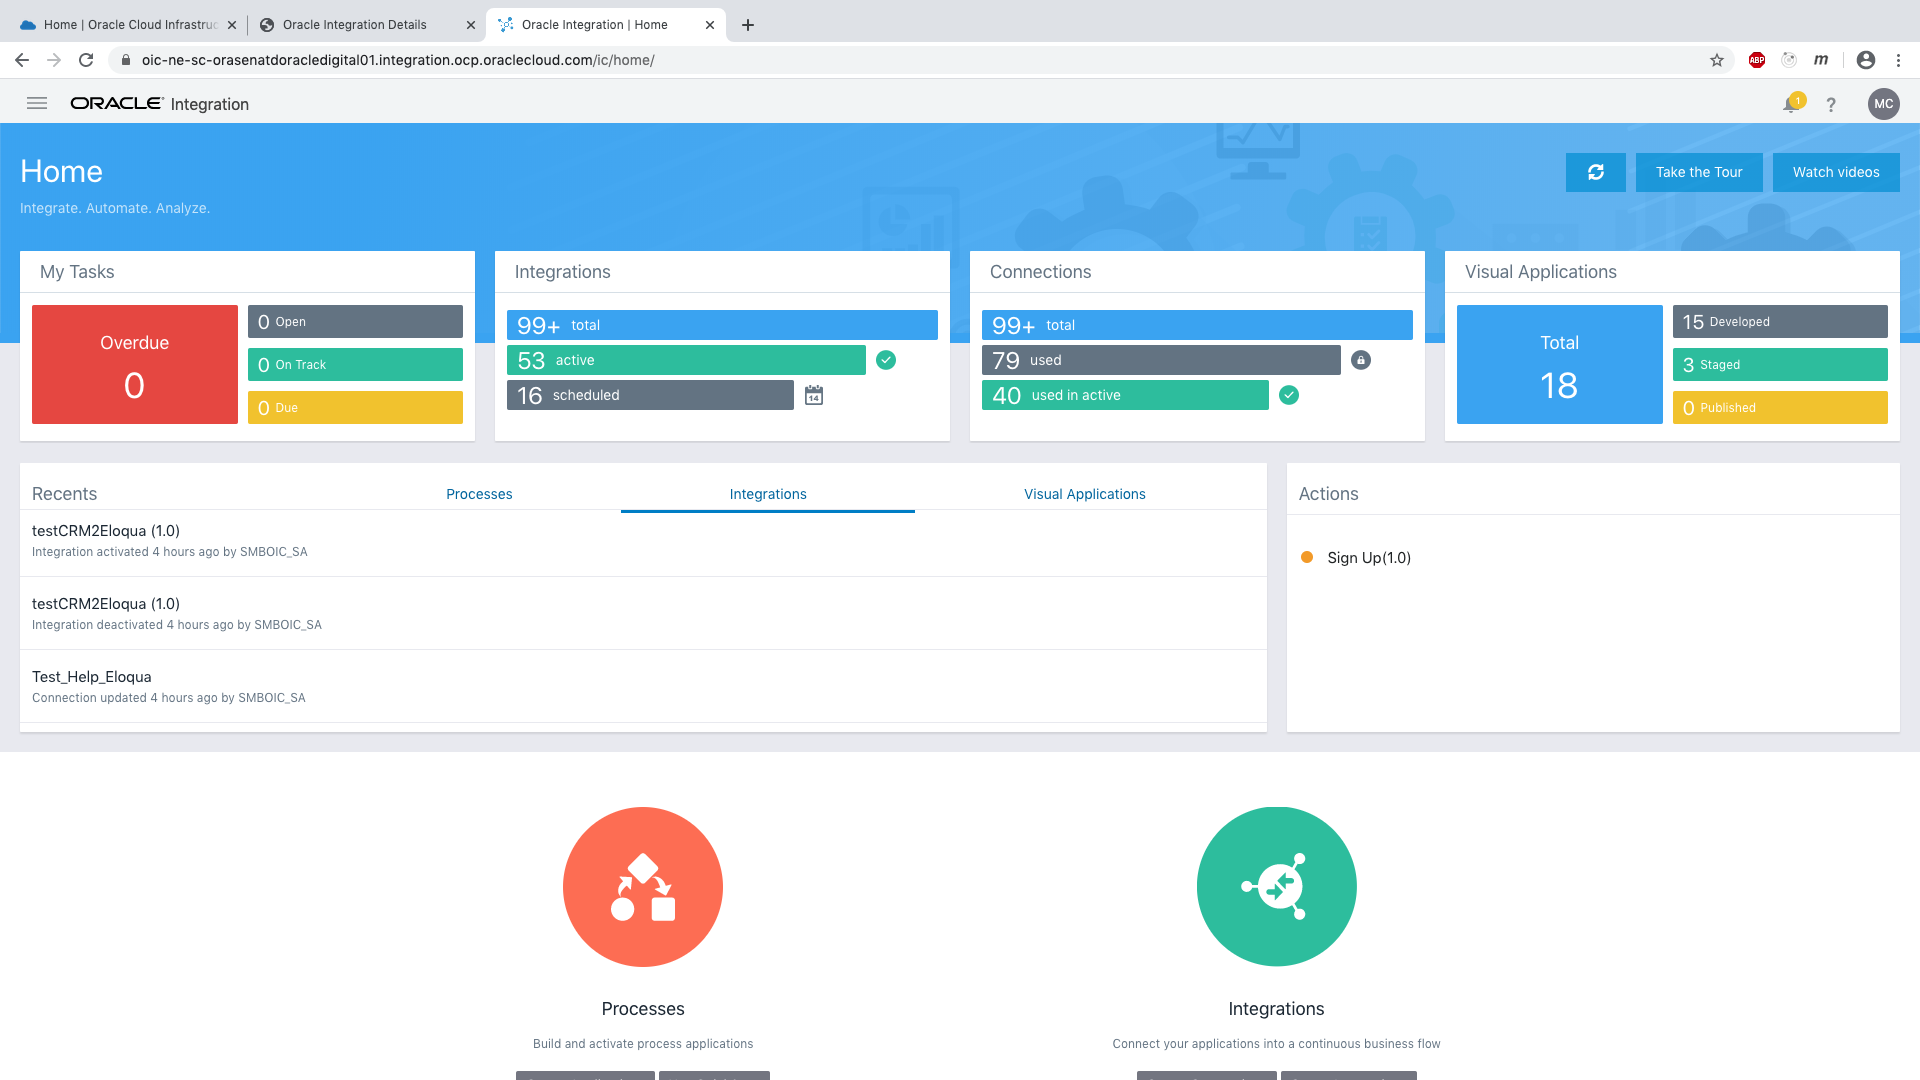 Home | Oracle Cloud Infrastruc
Oracle Integration Details
Oracle Integration | Home
oic-ne-sc-orasenatdoracledigital01.integration.ocp.oraclecloud.com/ic/home/
ABP
m
ORACLE Integration
1
?
MC
Home
Integrate. Automate. Analyze.
Take the Tour
Watch videos
My Tasks
Overdue
0
0 Open
0 On Track
0 Due
Integrations
99+ total
53 active
16 scheduled
14
Connections
99+ total
79 used
40 used in active
Visual Applications
Total
18
15 Developed
3 Staged
0 Published
Recents
Processes
Integrations
Visual Applications
testCRM2Eloqua (1.0)
Integration activated 4 hours ago by SMBOIC_SA
testCRM2Eloqua (1.0)
Integration deactivated 4 hours ago by SMBOIC_SA
Test_Help_Eloqua
Connection updated 4 hours ago by SMBOIC_SA
Actions
Sign Up(1.0)
Processes
Build and activate process applications
Integrations
Connect your applications into a continuous business flow